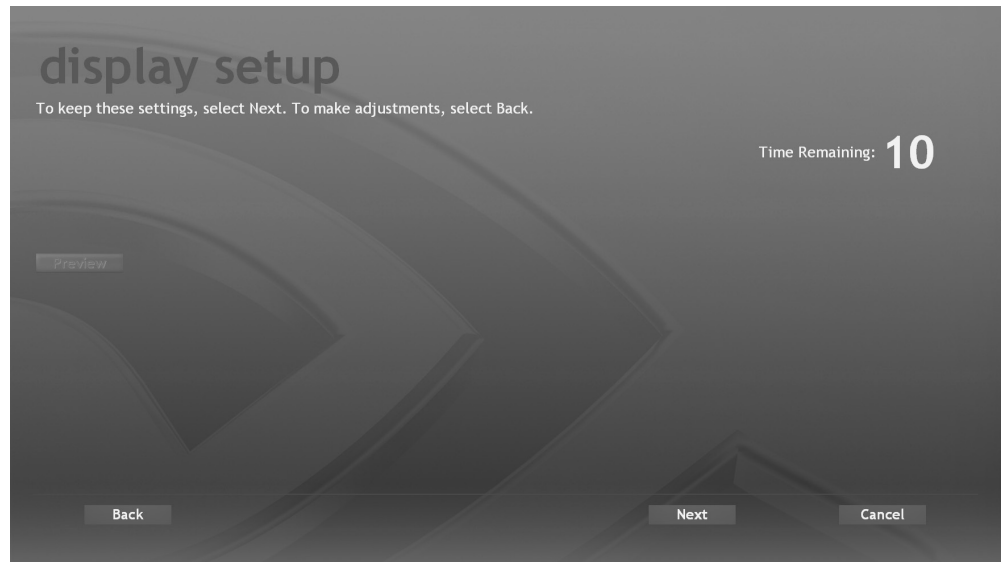 display setup
To keep these settings, select Next. To make adjustments, select Back.
Time Remaining: 10
Preview
Back
Next
Cancel